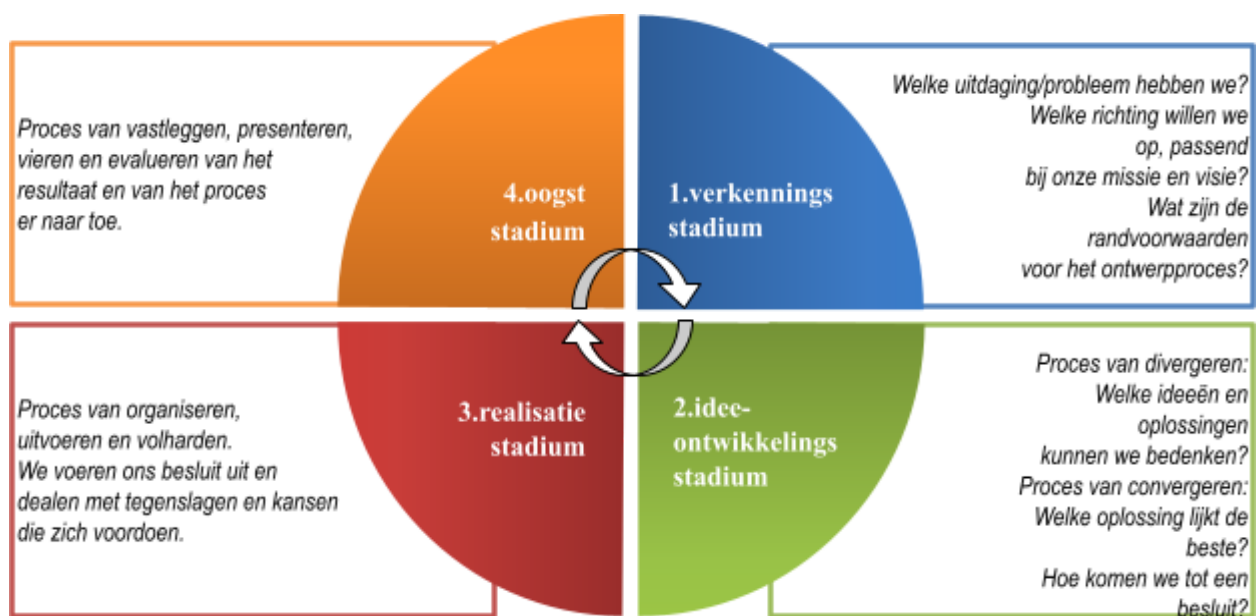 Proces van vastleggen, presenteren,
vieren en evalueren van het
resultaat en van het proces
er naar toe.
4.oogst
stadium
1.verkennings
stadium
Welke uitdaging/probleem hebben we?
Welke richting willen we
op, passend
bij onze missie en visie?
Wat zijn de
randvoorwaarden
voor het ontwerpproces?
Proces van organiseren,
uitvoeren en volharden.
We voeren ons besluit uit en
dealen met tegenslagen en kansen
die zich voordoen.
3.realisatie
stadium
2.idee-
ontwikkelings
stadium
Proces van divergeren:
Welke ideeën en
oplossingen
kunnen we bedenken?
Proces van convergeren:
Welke oplossing lijkt de
beste?
Hoe komen we tot een
besluit?